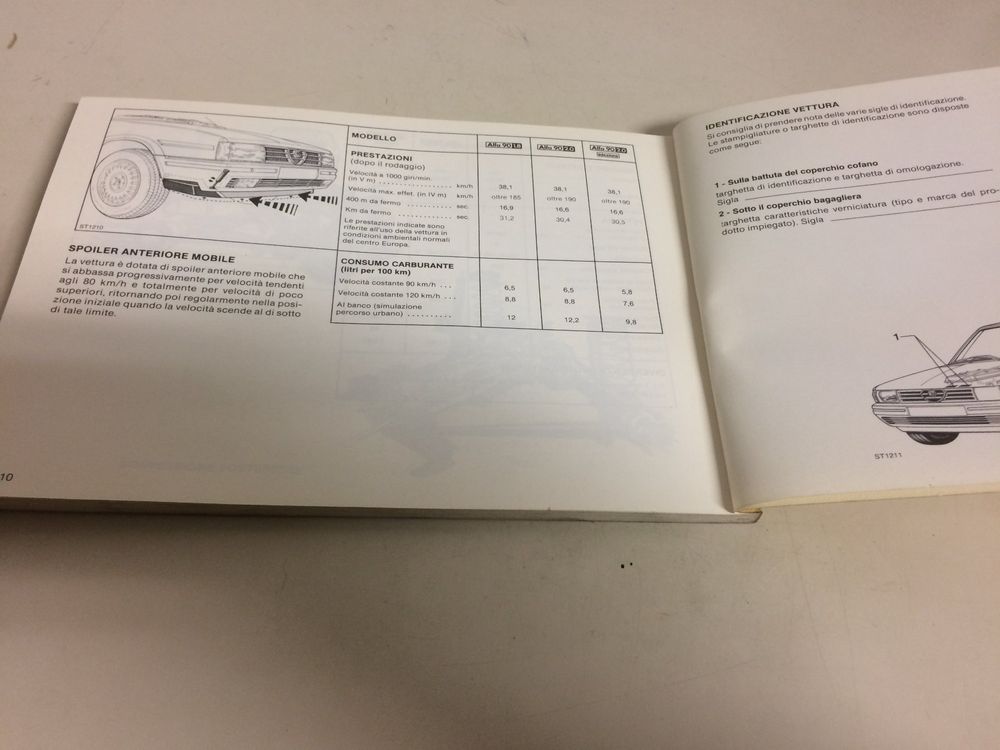 ST1210
SPOILER ANTERIORE MOBILE
La vettura è dotata di spoiler anteriore mobile che
si abbassa progressivamente per velocità tendenti
agli 80 km/h e totalmente per velocità di poco
superiori, ritornando poi regolarmente nella posi-
zione iniziale quando la velocità scende al di sotto
di tale limite.
10
MODELLO Alfa 90 1.8 Alfa 90 2.0 Alfa 90 2.0
PRESTAZIONI
(dopo il rodaggio)
Velocità a 1000 giri/min.
(in V m) . . . . . . . . . . . . . . . . . . km/h 38,1 38,1 38,1
Velocità max. effet. (in IV m) km/h oltre 185 oltre 190 oltre 190
400 m da fermo . . . . . . . . . . . . sec. 16,9 16,6 16,6
Km da fermo . . . . . . . . . . . . sec. 31,2 30,4 30,5
Le prestazioni indicate sono
riferite all'uso della vettura in
condizioni ambientali normali
del centro Europa.
CONSUMO CARBURANTE
(litri per 100 km)
Velocità costante 90 km/h . . . 6,5 6,5 5,8
Velocità costante 120 km/h . . . 8,8 8,8 7,6
Al banco (simulazione
percorso urbano) . . . . . . . . . . 12 12,2 9,8
IDENTIFICAZIONE VETTURA
Si consiglia di prendere nota delle varie sigle di identificazione.
Le stampigliature o targhette di identificazione sono disposte
come segue:
1 - Sulla battuta del coperchio cofano
targhetta di identificazione e targhetta di omologazione.
Sigla
2 - Sotto il coperchio bagagliera
targhetta caratteristiche verniciatura (tipo e marca del pro-
dotto impiegato). Sigla
1
ST1211